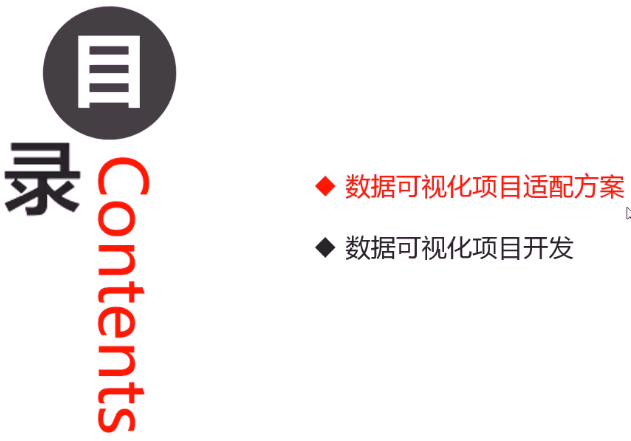 目
录
Contents
◆ 数据可视化项目适配方案
◆ 数据可视化项目开发